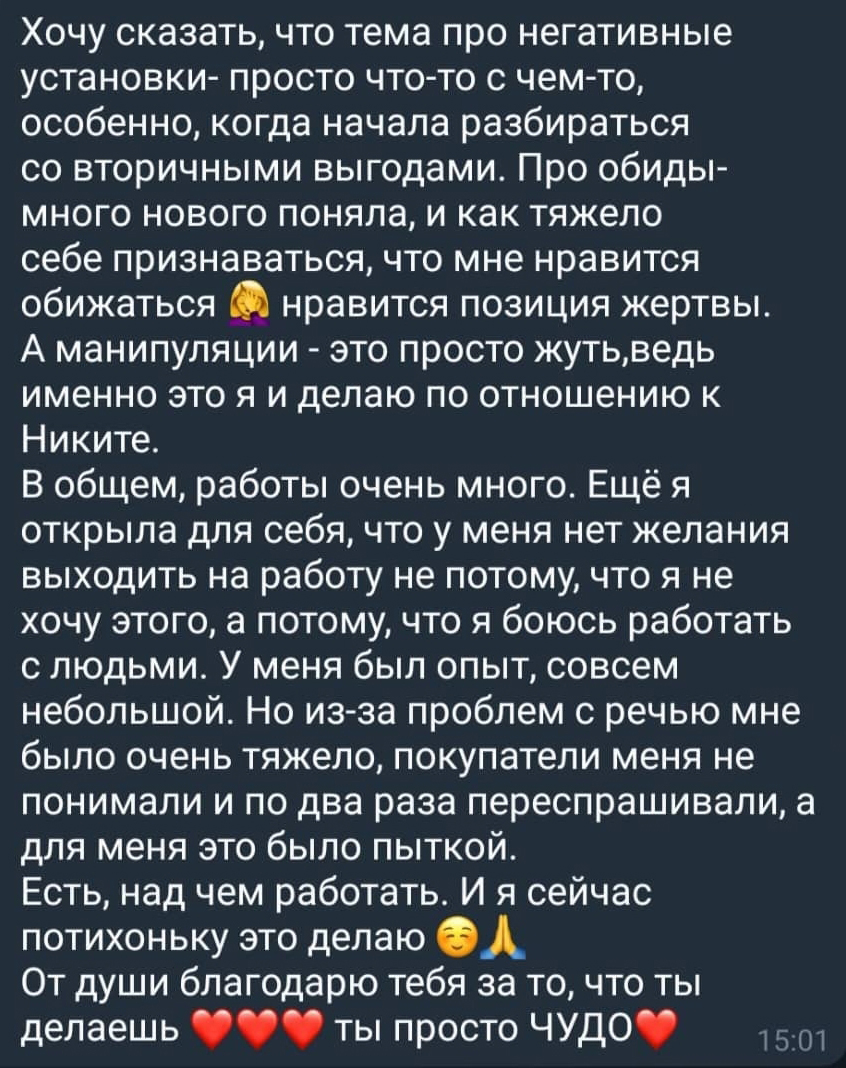 Хочу сказать, что тема про негативные
установки- просто что-то с чем-то,
особенно, когда начала разбираться
со вторичными выгодами. Про обиды-
много нового поняла, и как тяжело
себе признаваться, что мне нравится
обижаться 🤦‍♀️ нравится позиция жертвы.
А манипуляции - это просто жуть,ведь
именно это я и делаю по отношению к
Никите.
В общем, работы очень много. Ещё я
открыла для себя, что у меня нет желания
выходить на работу не потому, что я не
хочу этого, а потому, что я боюсь работать
с людьми. У меня был опыт, совсем
небольшой. Но из-за проблем с речью мне
было очень тяжело, покупатели меня не
понимали и по два раза переспрашивали, а
для меня это было пыткой.
Есть, над чем работать. И я сейчас
потихоньку это делаю ☺️🙏
От души благодарю тебя за то, что ты
делаешь ❤️❤️❤️ ты просто ЧУДО❤️
15:01